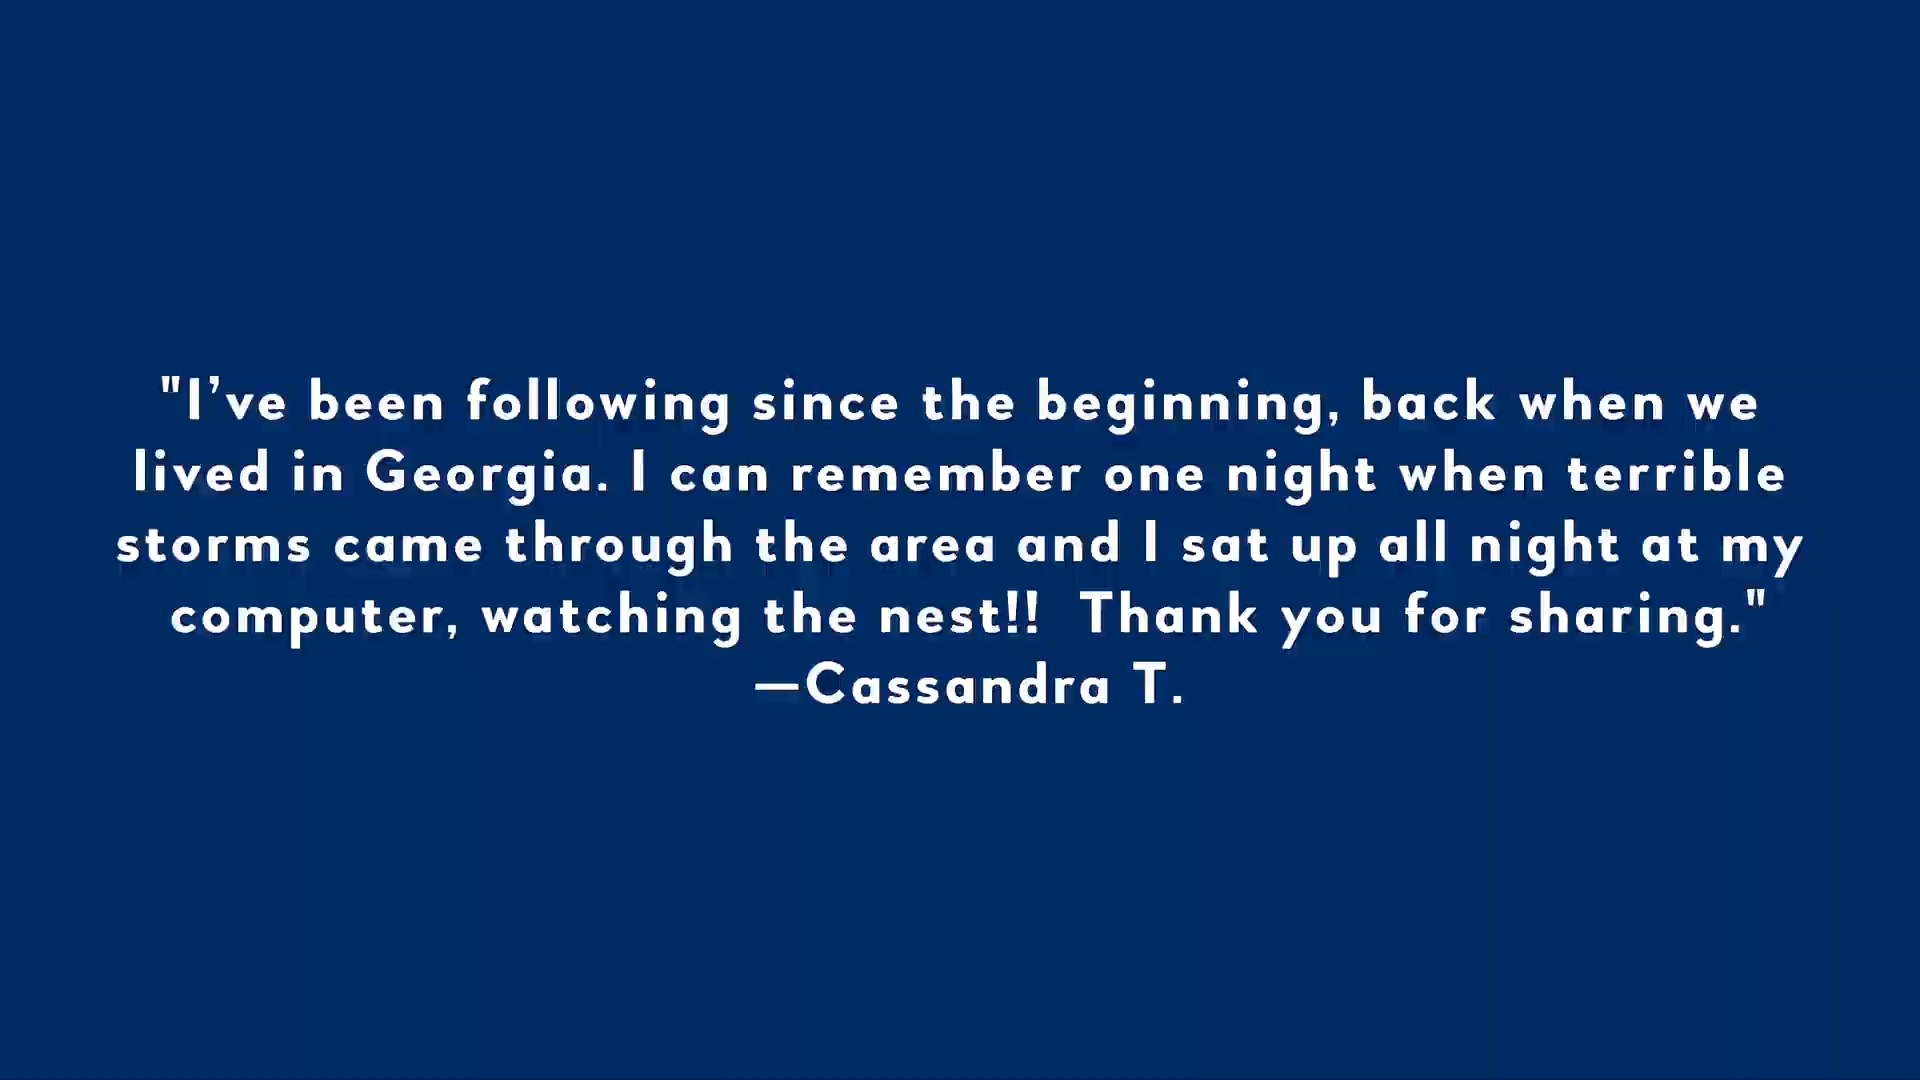 "I’ve been following since the beginning, back when we
lived in Georgia. I can remember one night when terrible
storms came through the area and I sat up all night at my
computer, watching the nest!!  Thank you for sharing."
—Cassandra T.